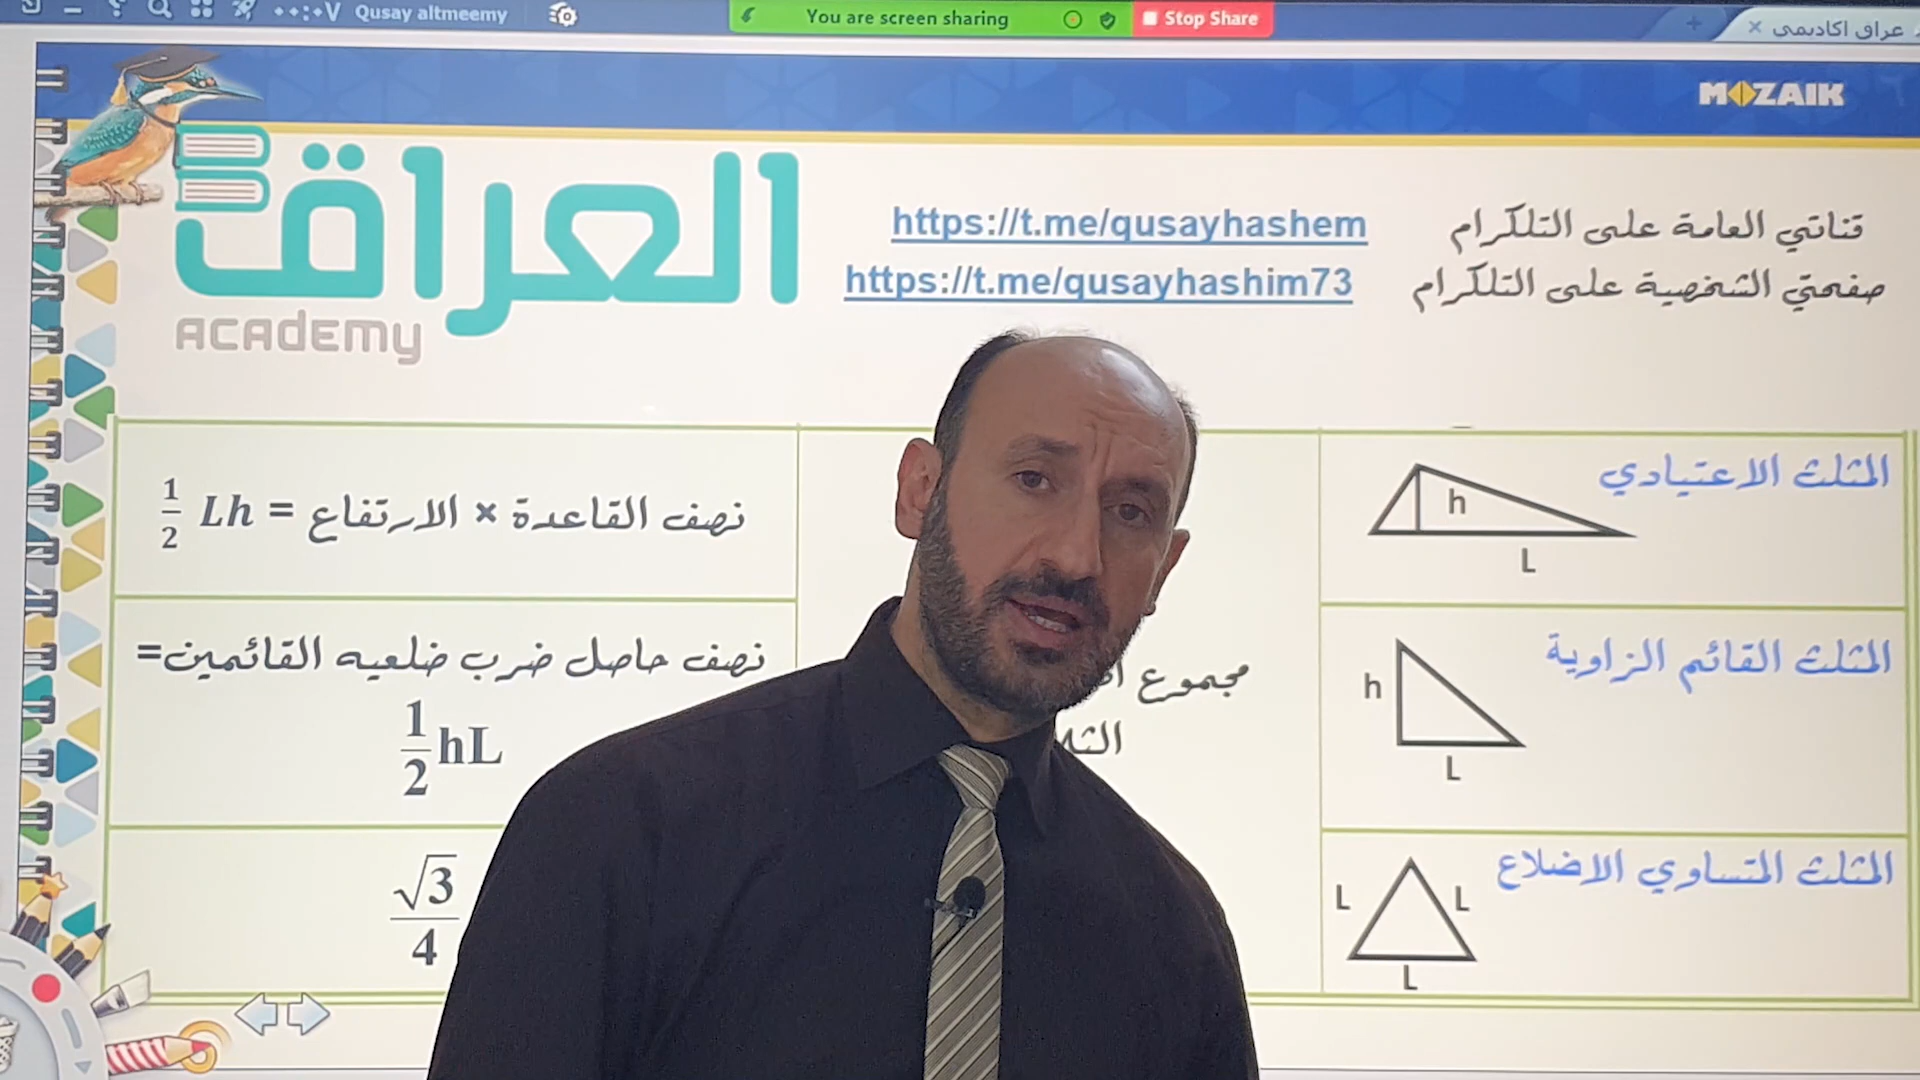 Qusay altmeemy
You are screen sharing
Stop Share
عراق اكاديمي
MOZAIK
العراق
ACADEMY
قناتي العامة على التلكرام https://t.me/qusayhashem
صفحتي الشخصية على التلكرام https://t.me/qusayhashim73
المثلث الاعتيادي
h
L
نصف القاعدة × الارتفاع = 1/2 Lh
المثلث القائم الزاوية
h
L
مجموع
نصف حاصل ضرب ضلعيه القائمين=
1/2 hL
المثلث المتساوي الاضلاع
L
L
L
√3/4